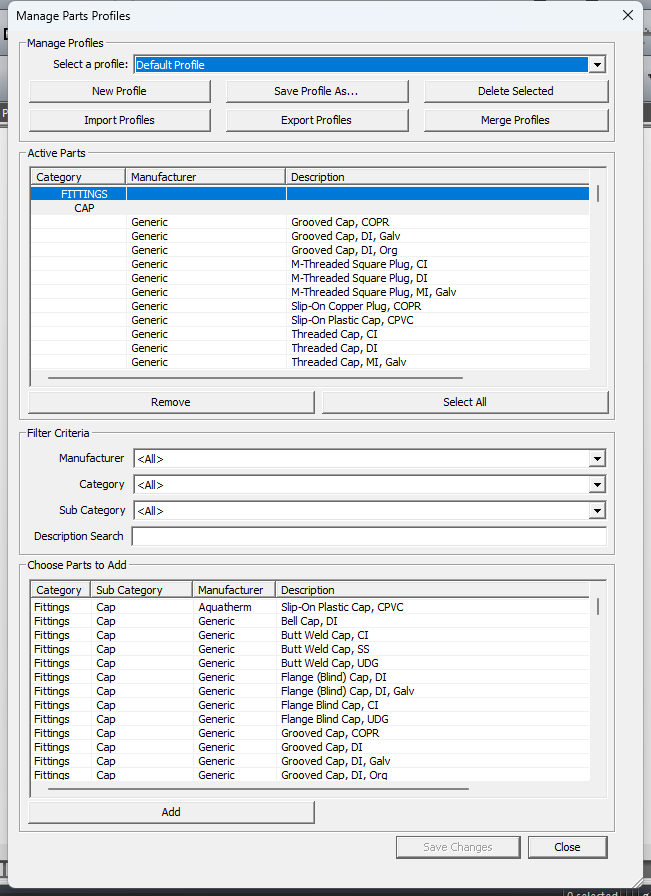 Manage Parts Profiles
Manage Profiles
Select a profile: Default Profile
New Profile Save Profile As... Delete Selected
Import Profiles Export Profiles Merge Profiles
Active Parts
Category Manufacturer Description
FITTINGS
CAP
Generic Grooved Cap, COPR
Generic Grooved Cap, DI, Galv
Generic Grooved Cap, DI, Org
Generic M-Threaded Square Plug, CI
Generic M-Threaded Square Plug, DI
Generic M-Threaded Square Plug, MI, Galv
Generic Slip-On Copper Plug, COPR
Generic Slip-On Plastic Cap, CPVC
Generic Threaded Cap, CI
Generic Threaded Cap, DI
Generic Threaded Cap, MI, Galv
Remove Select All
Filter Criteria
Manufacturer <All>
Category <All>
Sub Category <All>
Description Search
Choose Parts to Add
Category Sub Category Manufacturer Description
Fittings Cap Aquatherm Slip-On Plastic Cap, CPVC
Fittings Cap Generic Bell Cap, DI
Fittings Cap Generic Butt Weld Cap, CI
Fittings Cap Generic Butt Weld Cap, SS
Fittings Cap Generic Butt Weld Cap, UDG
Fittings Cap Generic Flange (Blind) Cap, DI
Fittings Cap Generic Flange (Blind) Cap, DI, Galv
Fittings Cap Generic Flange Blind Cap, CI
Fittings Cap Generic Flange Blind Cap, UDG
Fittings Cap Generic Grooved Cap, COPR
Fittings Cap Generic Grooved Cap, DI
Fittings Cap Generic Grooved Cap, DI, Galv
Fittings Cap Generic Grooved Cap, DI, Org
Add
Save Changes Close
0 selected